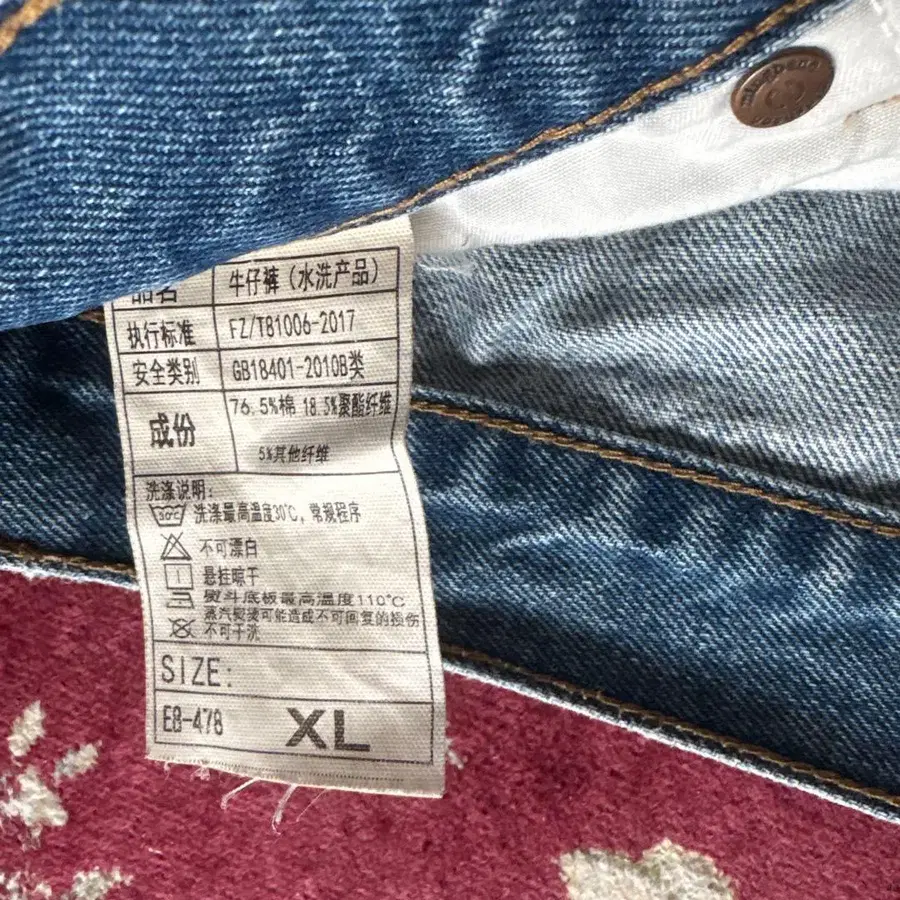 品名 牛仔裤（水洗产品）
执行标准 FZ/T81006-2017
安全类别 GB18401-2010B类
成份 76.5%棉 18.5%聚酯纤维
5%其他纤维
洗涤说明:
30C 洗涤最高温度30℃, 常规程序
不可漂白
悬挂晾干
熨斗底板最高温度110℃
蒸汽熨烫可能造成不可回复的损伤
不可干洗
SIZE:
E8-478 XL